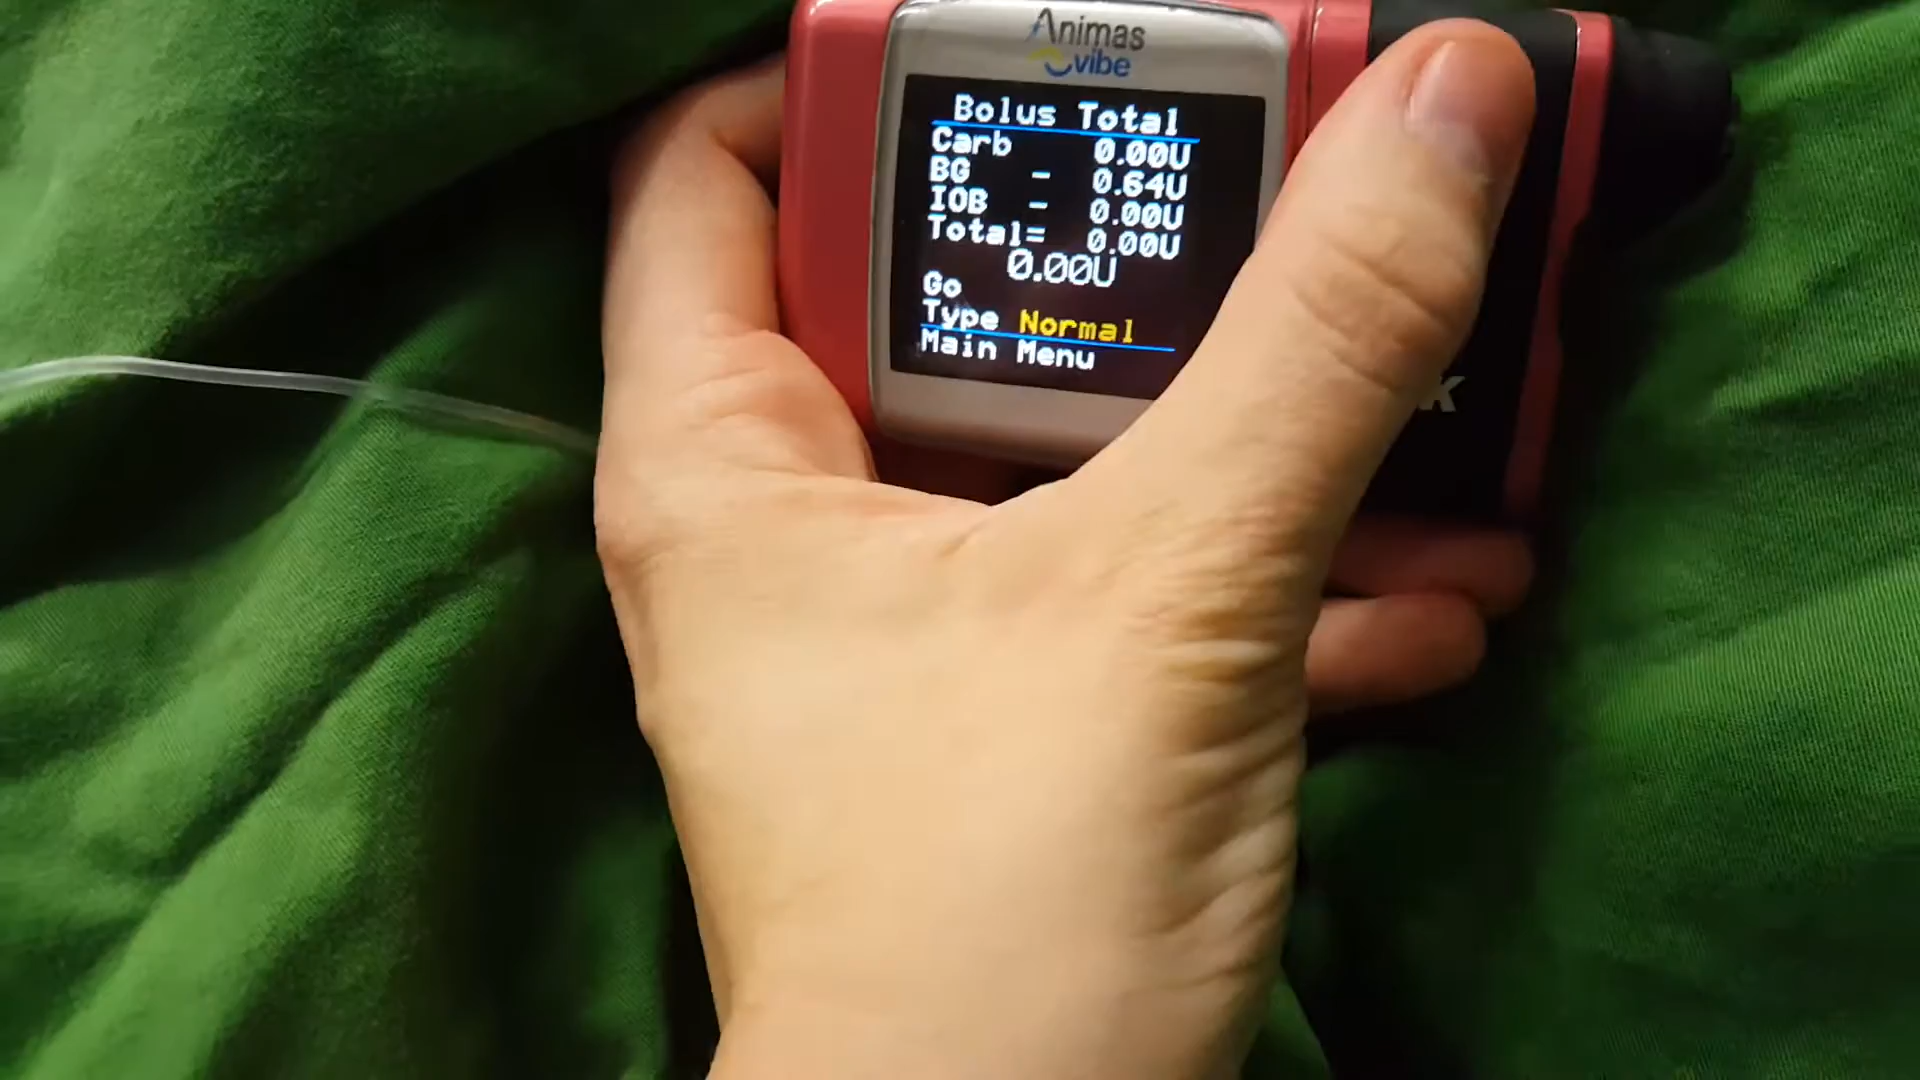 Animas
vibe
Bolus Total
Carb 0.00U
BG - 0.64U
IOB - 0.00U
Total= 0.00U
0.00U
Go
Type Normal
Main Menu